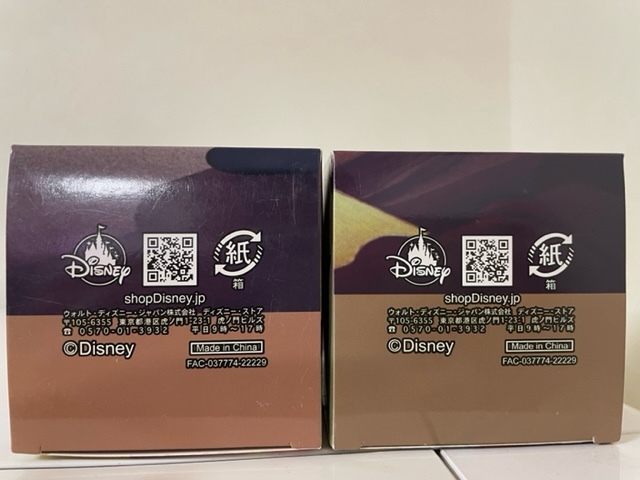 Disney
紙
箱
shopDisney.jp
ウォルト・ディズニー・ジャパン株式会社 ディズニー・ストア
〒105-6355 東京都港区虎ノ門1-23-1 虎ノ門ヒルズ
☎ 0570-01-3932 平日9時〜17時
©Disney
Made in China
FAC-037774-22229
Disney
紙
箱
shopDisney.jp
ウォルト・ディズニー・ジャパン株式会社 ディズニー・ストア
〒105-6355 東京都港区虎ノ門1-23-1 虎ノ門ヒルズ
☎ 0570-01-3932 平日9時〜17時
©Disney
Made in China
FAC-037774-22229